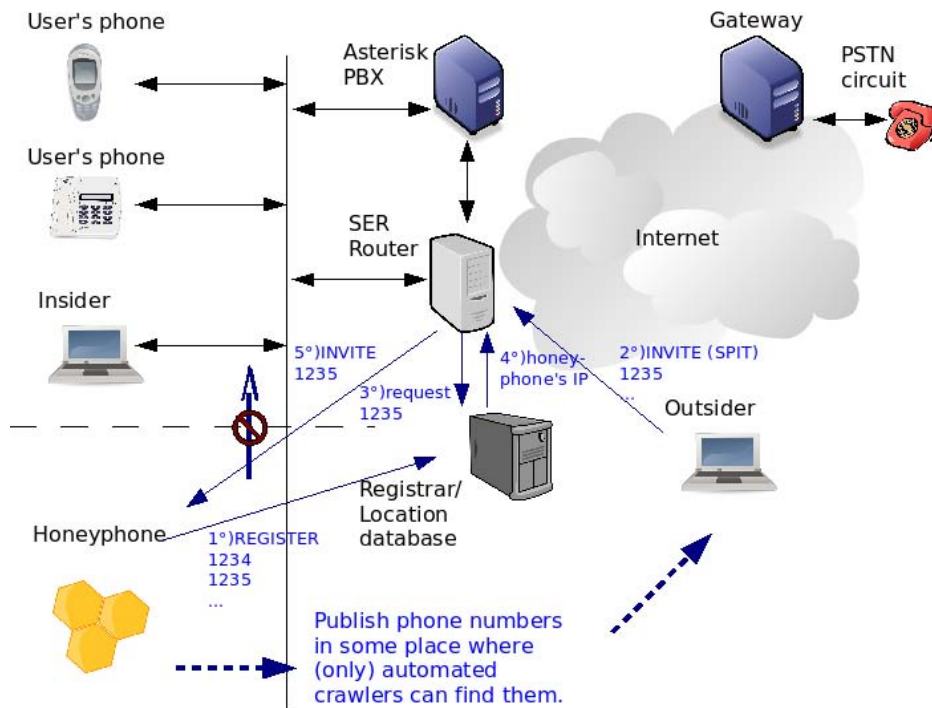 User's phone
Asterisk
PBX
Gateway
PSTN
circuit
User's phone
SER
Router
Internet
Insider
5°)INVITE
1235
4°)honey-
phone's IP
2°)INVITE (SPIT)
1235
...
3°)request
1235
Outsider
Registrar/
Location
database
Honeyphone
1°)REGISTER
1234
1235
...
Publish phone numbers
in some place where
(only) automated
crawlers can find them.